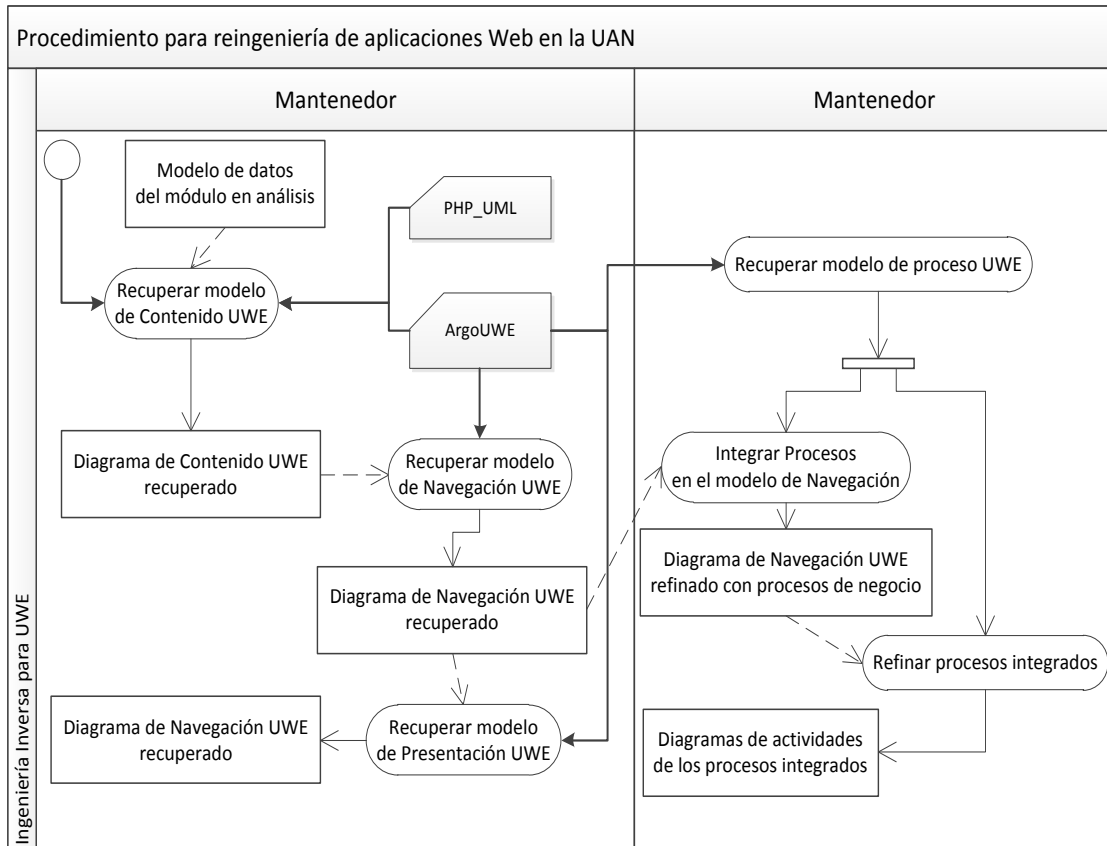 Procedimiento para reingeniería de aplicaciones Web en la UAN
Mantenedor
Mantenedor
Ingeniería Inversa para UWE
Modelo de datos
del módulo en análisis
PHP_UML
Recuperar modelo
de Contenido UWE
ArgoUWE
Diagrama de Contenido UWE
recuperado
Recuperar modelo
de Navegación UWE
Diagrama de Navegación UWE
recuperado
Diagrama de Navegación UWE
recuperado
Recuperar modelo
de Presentación UWE
Recuperar modelo de proceso UWE
Integrar Procesos
en el modelo de Navegación
Diagrama de Navegación UWE
refinado con procesos de negocio
Refinar procesos integrados
Diagramas de actividades
de los procesos integrados